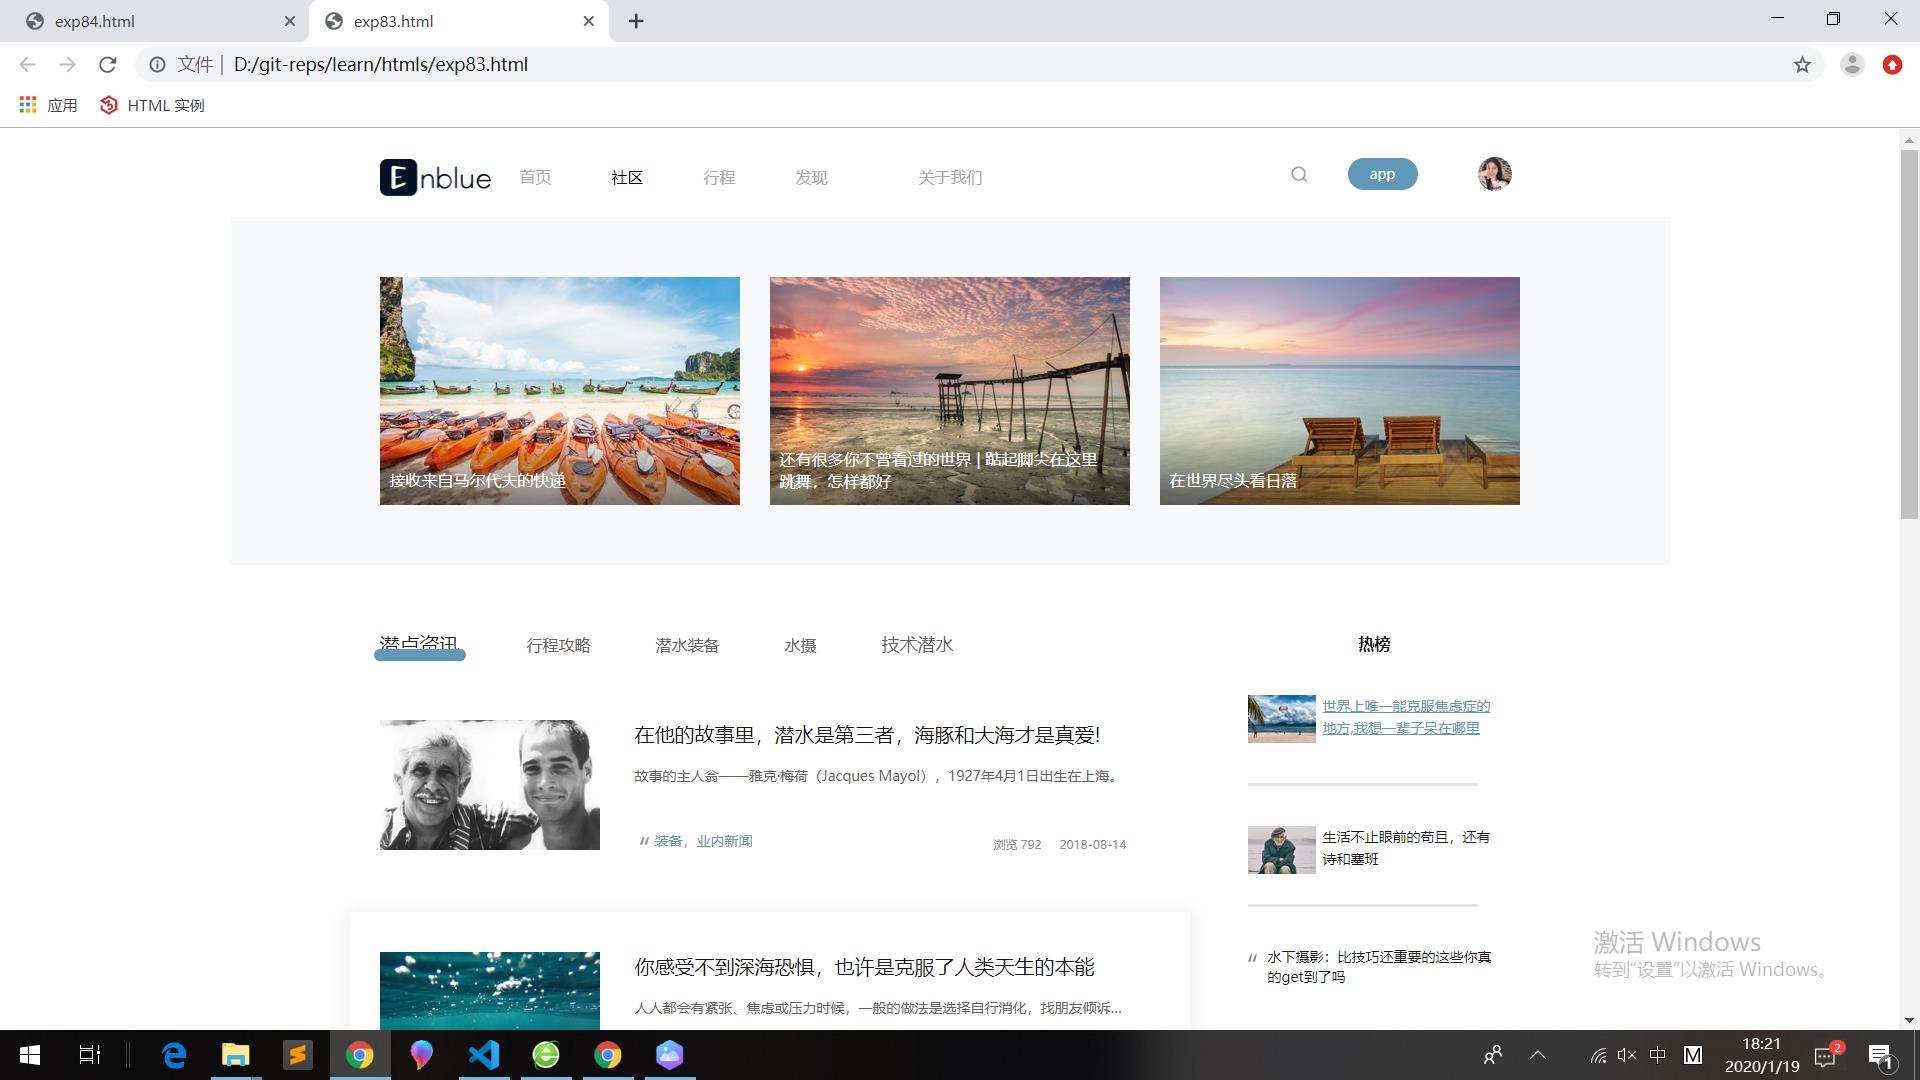 exp84.html
exp83.html
文件 | D:/git-reps/learn/htmls/exp83.html
应用
HTML 实例
Enblue
首页
社区
行程
发现
关于我们
app
接收来自马尔代夫的快递
还有很多你不曾看过的世界 | 踮起脚尖在这里
跳舞，怎样都好
在世界尽头看日落
潜点资讯
行程攻略
潜水装备
水摄
技术潜水
热榜
在他的故事里，潜水是第三者，海豚和大海才是真爱!
故事的主人翁——雅克·梅荷（Jacques Mayol），1927年4月1日出生在上海。
〃 装备，业内新闻
浏览 792
2018-08-14
世界上唯一能克服焦虑症的
地方,我想一辈子呆在哪里
生活不止眼前的苟且，还有
诗和塞班
〃 水下摄影：比技巧还重要的这些你真
的get到了吗
你感受不到深海恐惧，也许是克服了人类天生的本能
人人都会有紧张、焦虑或压力时候，一般的做法是选择自行消化，找朋友倾诉...
激活 Windows
转到“设置”以激活 Windows。
中
M
18:21
2020/1/19
2
1